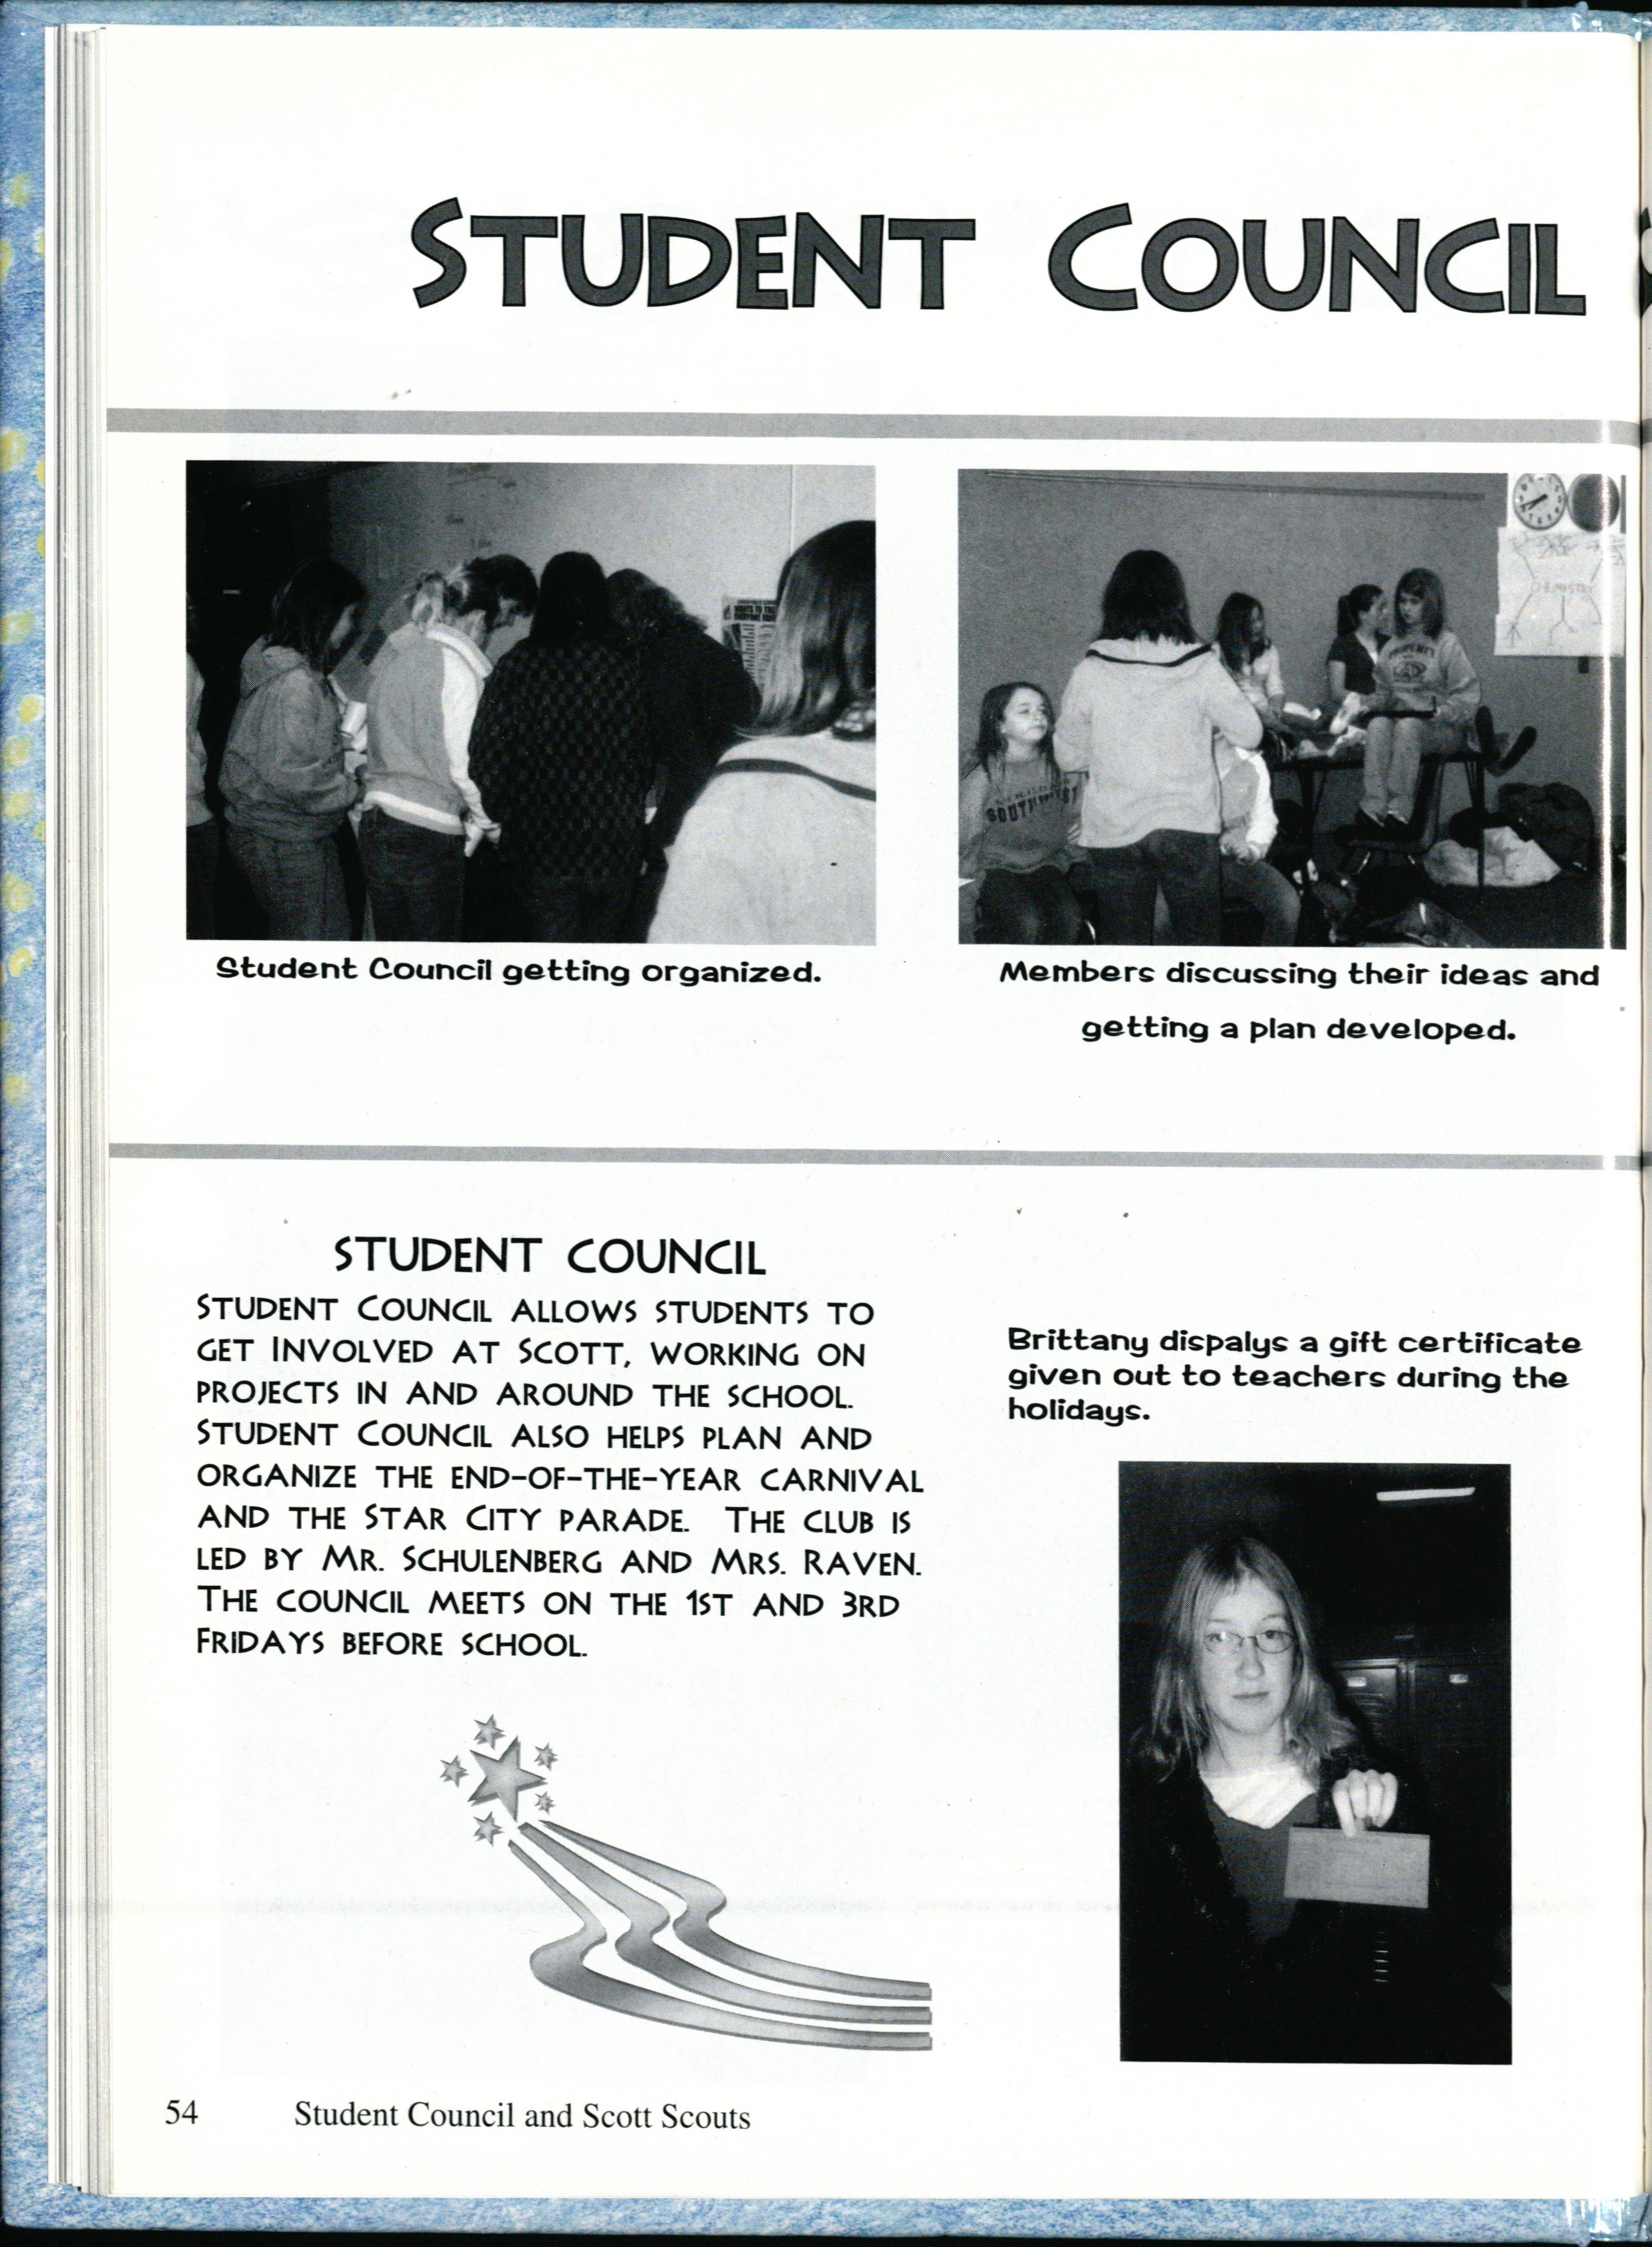 STUDENT COUNCIL
Student Council getting organized.
Members discussing their ideas and
getting a plan developed.
SOUTHWEST
STUDENT COUNCIL
STUDENT COUNCIL ALLOWS STUDENTS TO
GET INVOLVED AT SCOTT, WORKING ON
PROJECTS IN AND AROUND THE SCHOOL.
STUDENT COUNCIL ALSO HELPS PLAN AND
ORGANIZE THE END-OF-THE-YEAR CARNIVAL
AND THE STAR CITY PARADE. THE CLUB IS
LED BY MR. SCHULENBERG AND MRS. RAVEN.
THE COUNCIL MEETS ON THE 1ST AND 3RD
FRIDAYS BEFORE SCHOOL.
Brittany dispalys a gift certificate
given out to teachers during the
holidays.
54 Student Council and Scott Scouts